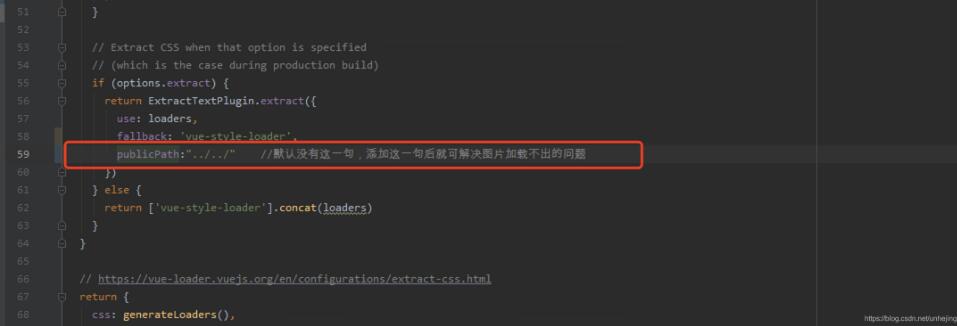 51 }
52
53 // Extract CSS when that option is specified
54 // (which is the case during production build)
55 if (options.extract) {
56 return ExtractTextPlugin.extract({
57 use: loaders,
58 fallback: 'vue-style-loader',
59 publicPath:"../../" //默认没有这一句，添加这一句后就可解决图片加载不出的问题
60 })
61 } else {
62 return ['vue-style-loader'].concat(loaders)
63 }
64 }
65
66 // https://vue-loader.vuejs.org/en/configurations/extract-css.html
67 return {
68 css: generateLoaders(),
https://blog.csdn.net/unhejing